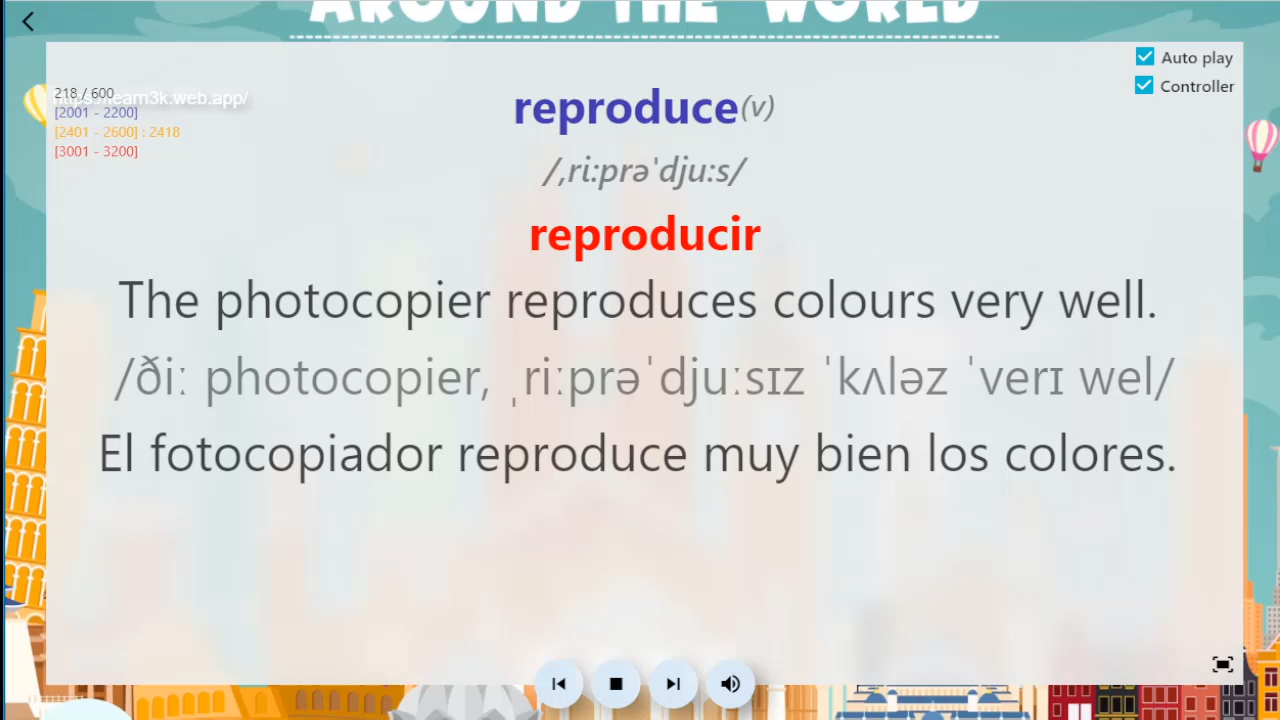 AROUND THE WORLD
Auto play
Controller
218 / 600
https://learn3k.web.app/
[2001 - 2200]
[2401 - 2600] : 2418
[3001 - 3200]
reproduce(v)
/,ri:prəˈdju:s/
reproducir
The photocopier reproduces colours very well.
/ðiː photocopier, ˌriːprəˈdjuːsɪz ˈkʌləz ˈverɪ wel/
El fotocopiador reproduce muy bien los colores.